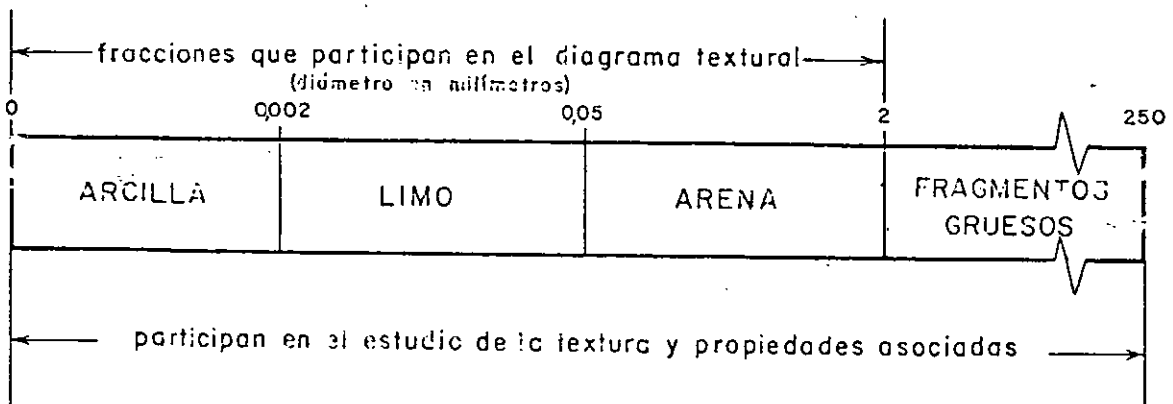 fracciones que participan en el diagrama textural
(diámetro en milímetros)
0 0,002 0,05 2 250
ARCILLA LIMO ARENA FRAGMENTOS
GRUESOS
participan en el estudio de la textura y propiedades asociadas